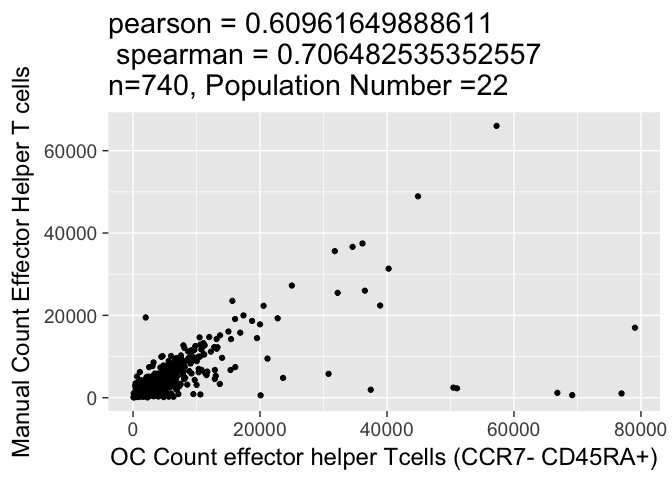 pearson = 0.60961649888611
spearman = 0.706482535352557
n=740, Population Number =22
Manual Count Effector Helper T cells
60000
40000
20000
0
0 20000 40000 60000 80000
OC Count effector helper Tcells (CCR7- CD45RA+)